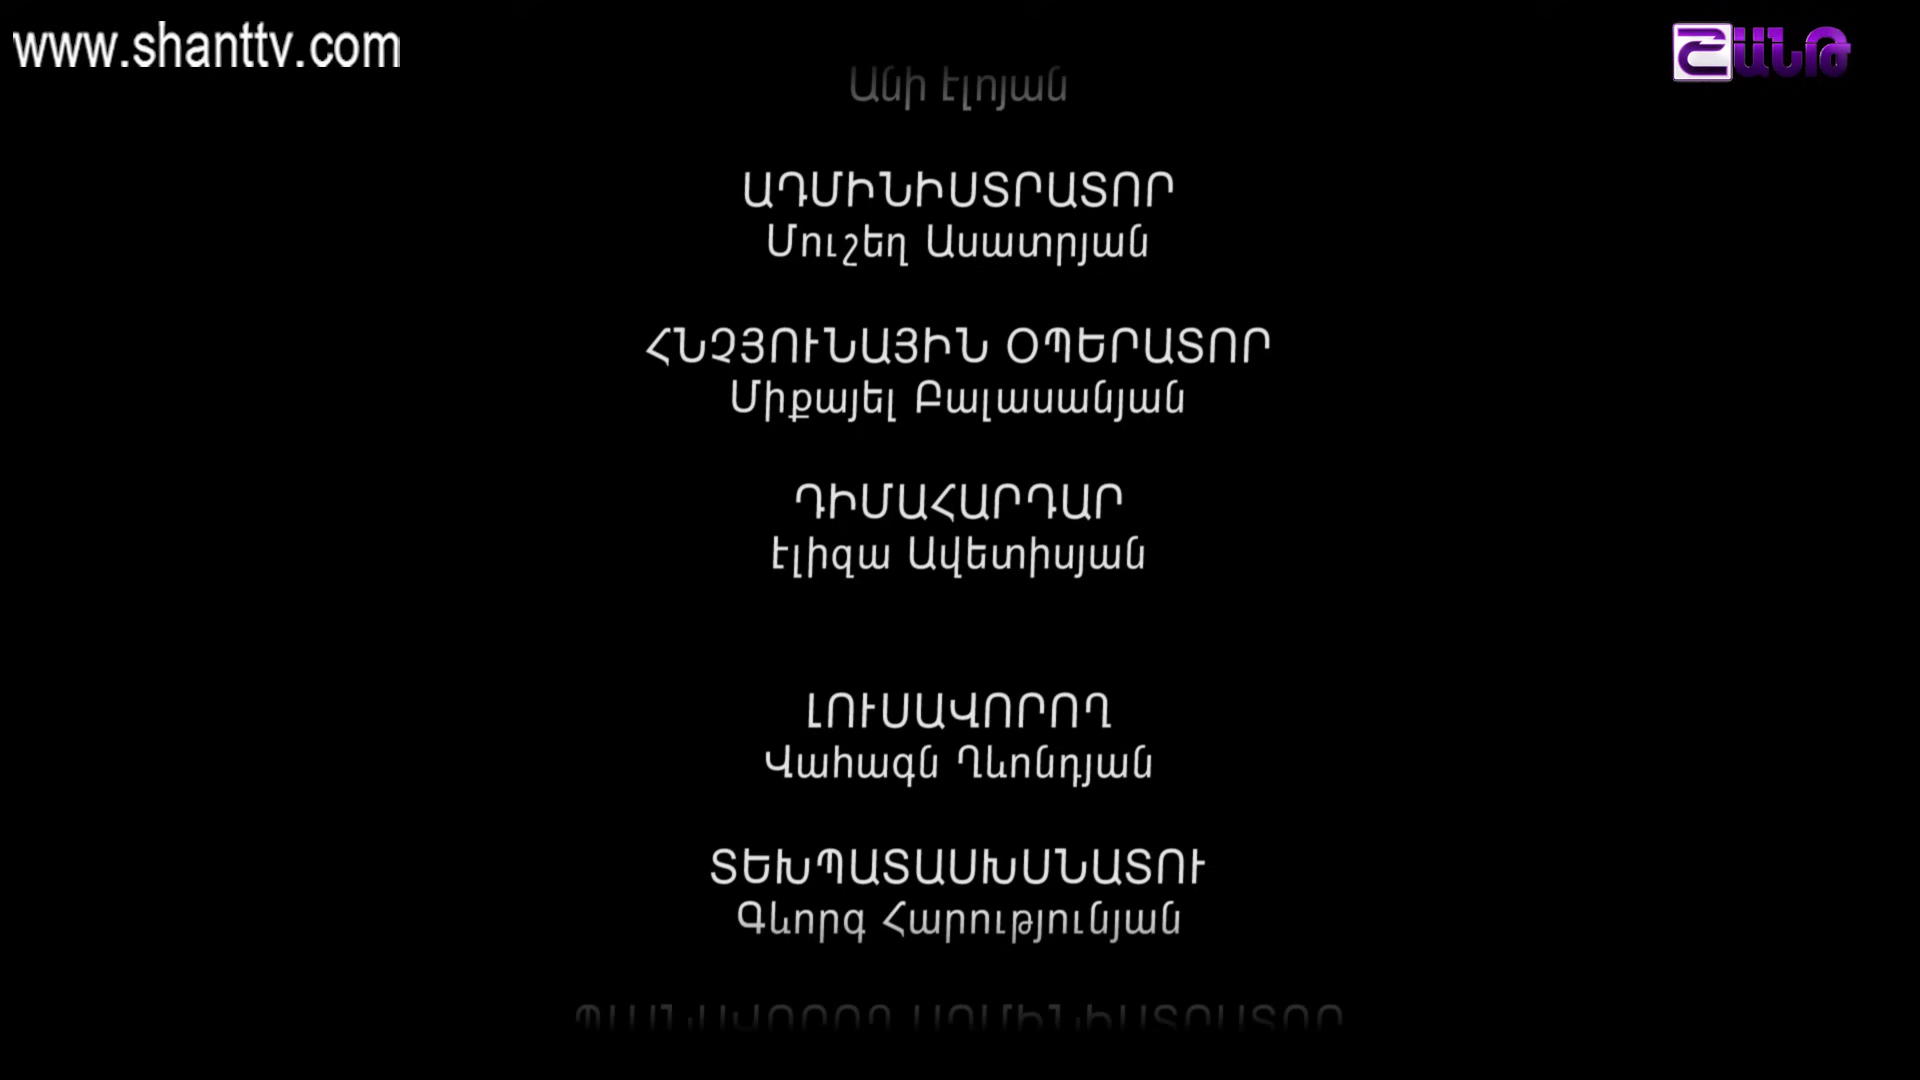 www.shanttv.com
ՇԱՆԹ
Անի Էլոյան
ԱԴՄԻՆԻՍՏՐԱՏՈՐ
Մուշեղ Ասատրյան
ՀՆՉՅՈՒՆԱՅԻՆ ՕՊԵՐԱՏՈՐ
Միքայել Բալասանյան
ԴԻՄԱՀԱՐԴԱՐ
Էլիզա Ավետիսյան
ԼՈՒՍԱՎՈՐՈՂ
Վահագն Ղևոնդյան
ՏԵԽՊԱՏԱՍԽՍՆԱՏՈՒ
Գևորգ Հարությունյան